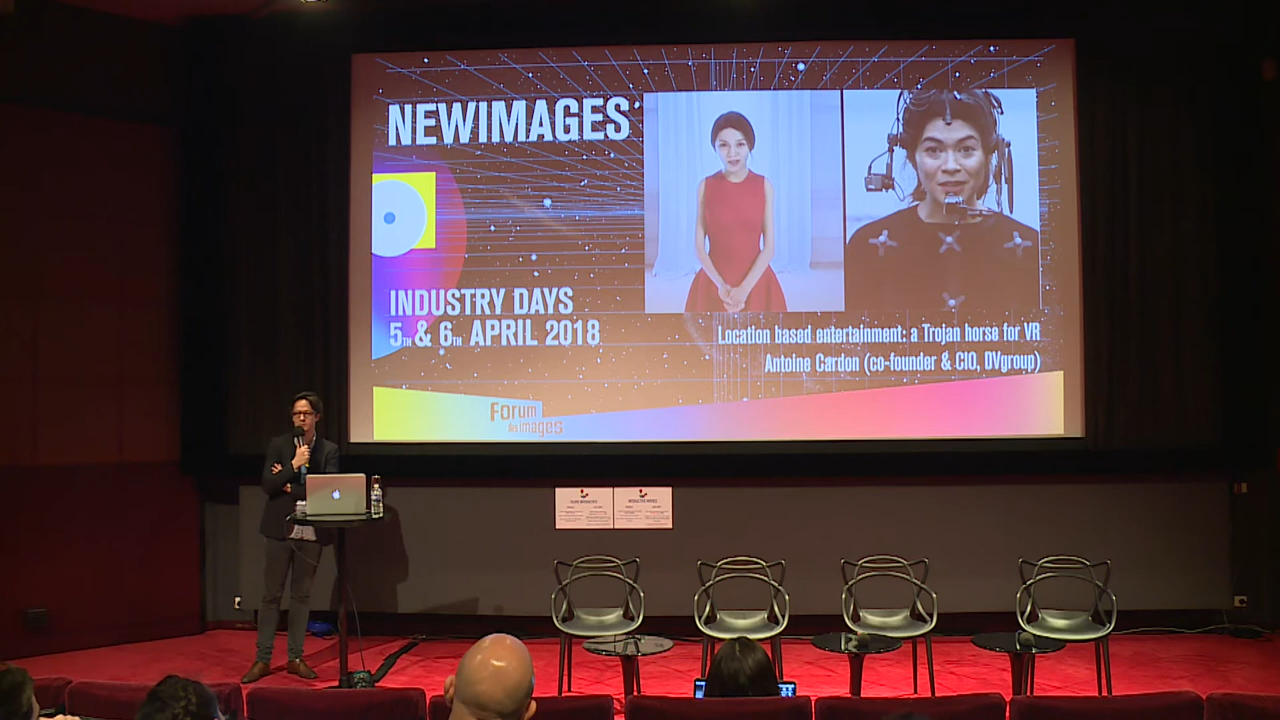 NEWIMAGES
INDUSTRY DAYS
5TH & 6TH APRIL 2018
Location based entertainment: a Trojan horse for VR
Antoine Cardon (co-founder & CIO, DVgroup)
Forum
des images